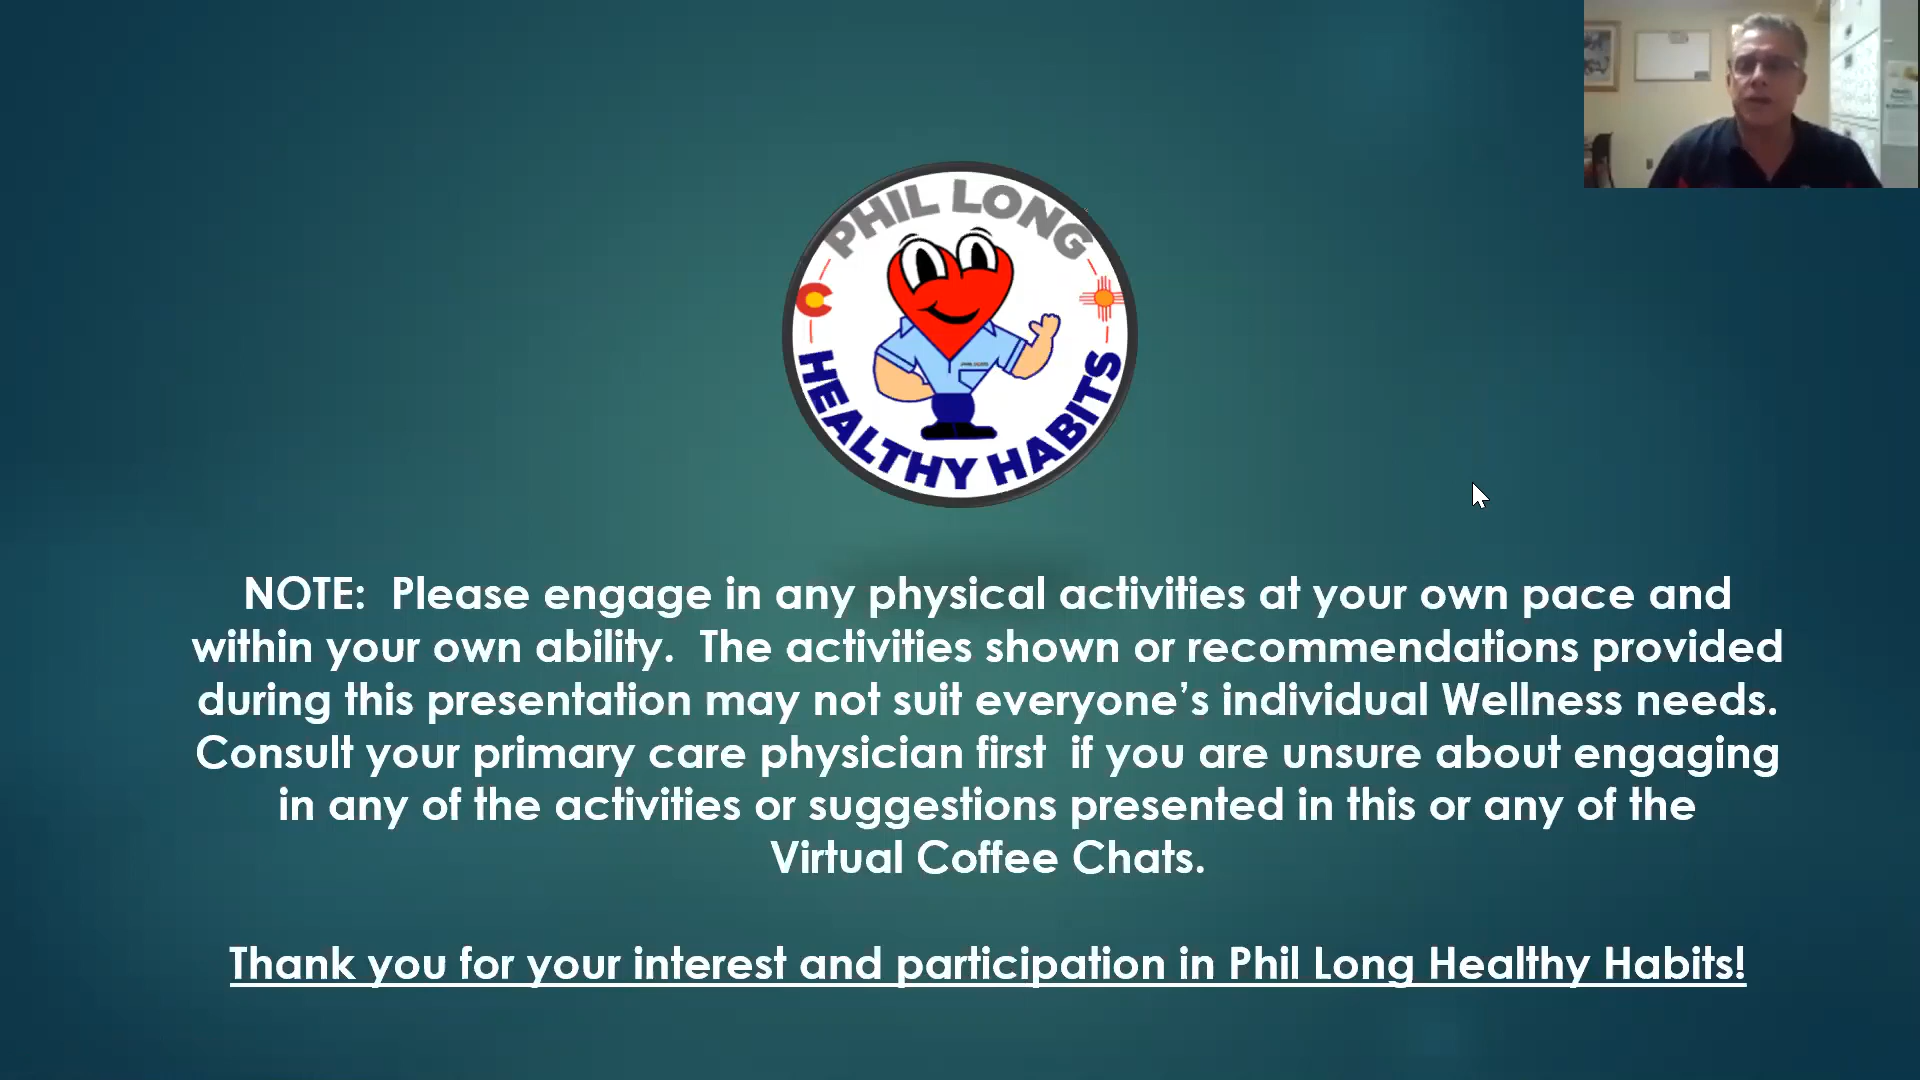 PHIL LONG
HEALTHY HABITS
NOTE:  Please engage in any physical activities at your own pace and
within your own ability.  The activities shown or recommendations provided
during this presentation may not suit everyone’s individual Wellness needs.
Consult your primary care physician first  if you are unsure about engaging
in any of the activities or suggestions presented in this or any of the
Virtual Coffee Chats.
Thank you for your interest and participation in Phil Long Healthy Habits!